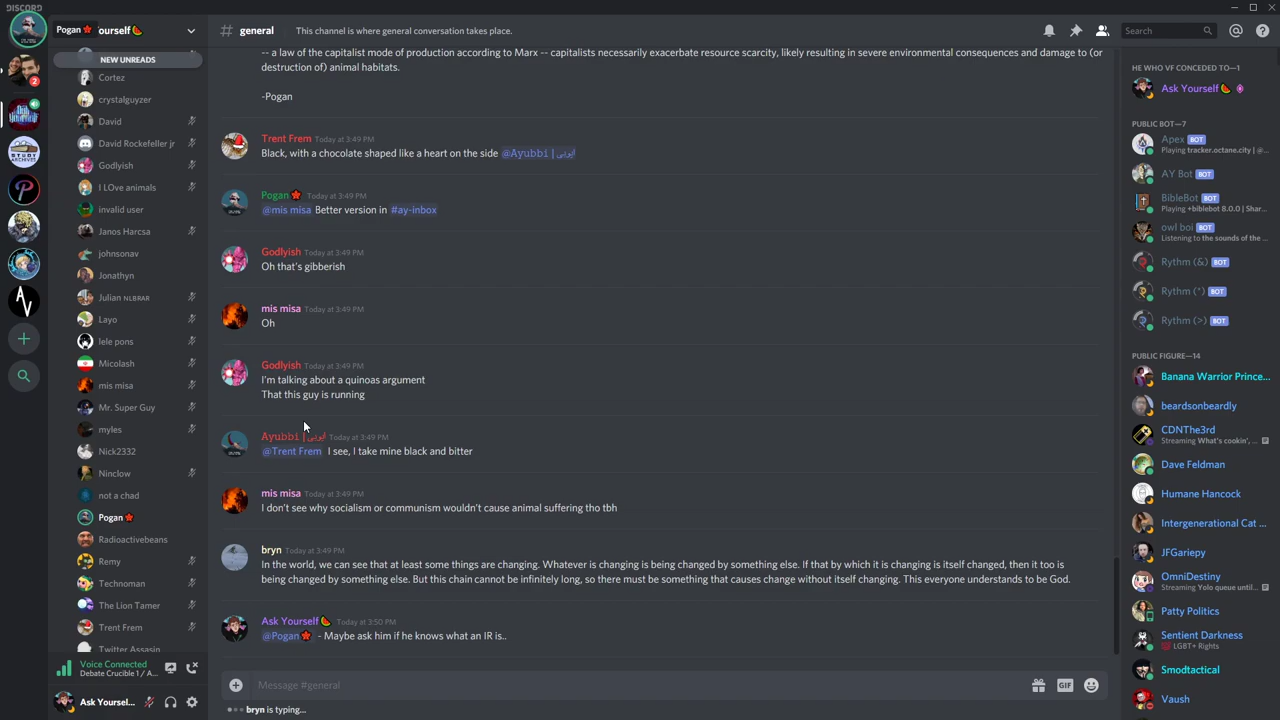 DISCORD
Pogan ourself
NEW UNREADS
Cortez
crystalguyzer
David
David Rockefeller jr
Godlyish
I LOve animals
invalid user
Janos Harcsa
johnsonav
Jonathyn
Julian NLBRAR
Layo
lele pons
Micolash
mis misa
Mr. Super Guy
myles
Nick2332
Ninclow
not a chad
Pogan
Radioactivebeans
Remy
Technoman
The Lion Tamer
Trent Frem
Twitter Assasin
Voice Connected
Debate Crucible 1 / A...
Ask Yoursel...
# general
This channel is where general conversation takes place.
Search
-- a law of the capitalist mode of production according to Marx -- capitalists necessarily exacerbate resource scarcity, likely resulting in severe environmental consequences and damage to (or
destruction of) animal habitats.
-Pogan
Trent Frem Today at 3:49 PM
Black, with a chocolate shaped like a heart on the side @Ayubbi |
Pogan Today at 3:49 PM
@mis misa Better version in #ay-inbox
Godlyish Today at 3:49 PM
Oh that's gibberish
mis misa Today at 3:49 PM
Oh
Godlyish Today at 3:49 PM
I'm talking about a quinoas argument
That this guy is running
Ayubbi | Today at 3:49 PM
@Trent Frem I see, I take mine black and bitter
mis misa Today at 3:49 PM
I don't see why socialism or communism wouldn't cause animal suffering tho tbh
bryn Today at 3:49 PM
In the world, we can see that at least some things are changing. Whatever is changing is being changed by something else. If that by which it is changing is itself changed, then it too is
being changed by something else. But this chain cannot be infinitely long, so there must be something that causes change without itself changing. This everyone understands to be God.
Ask Yourself Today at 3:50 PM
@Pogan - Maybe ask him if he knows what an IR is..
Message #general
GIF
bryn is typing...
HE WHO VF CONCEDED TO—1
Ask Yourself
PUBLIC BOT—7
Apex BOT
Playing tracker.octane.city | @...
AY Bot BOT
BibleBot BOT
Playing +biblebot 8.0.0 | Shar...
owl boi BOT
Listening to the sounds of the ...
Rythm (&) BOT
Rythm (*) BOT
Rythm (>) BOT
PUBLIC FIGURE—14
Banana Warrior Prince...
beardsonbeardly
CDNThe3rd
Streaming What's cookin', ...
Dave Feldman
Humane Hancock
Intergenerational Cat ...
JFGariepy
OmniDestiny
Streaming Yolo queue until...
Patty Politics
Sentient Darkness
LGBT+ Rights
Smodtactical
Vaush